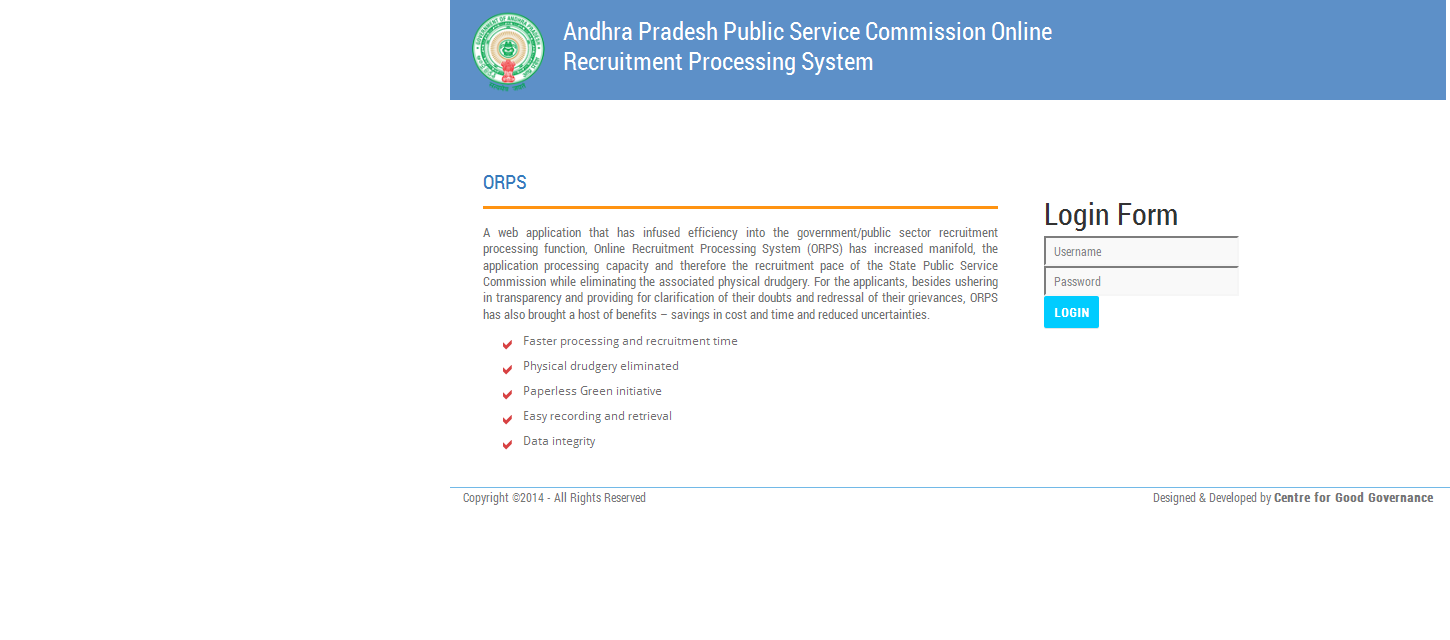 Andhra Pradesh Public Service Commission Online
Recruitment Processing System
ORPS
A web application that has infused efficiency into the government/public sector recruitment
processing function, Online Recruitment Processing System (ORPS) has increased manifold, the
application processing capacity and therefore the recruitment pace of the State Public Service
Commission while eliminating the associated physical drudgery. For the applicants, besides ushering
in transparency and providing for clarification of their doubts and redressal of their grievances, ORPS
has also brought a host of benefits – savings in cost and time and reduced uncertainties.
Faster processing and recruitment time
Physical drudgery eliminated
Paperless Green initiative
Easy recording and retrieval
Data integrity
Login Form
Username
Password
LOGIN
Copyright ©2014 - All Rights Reserved
Designed & Developed by Centre for Good Governance